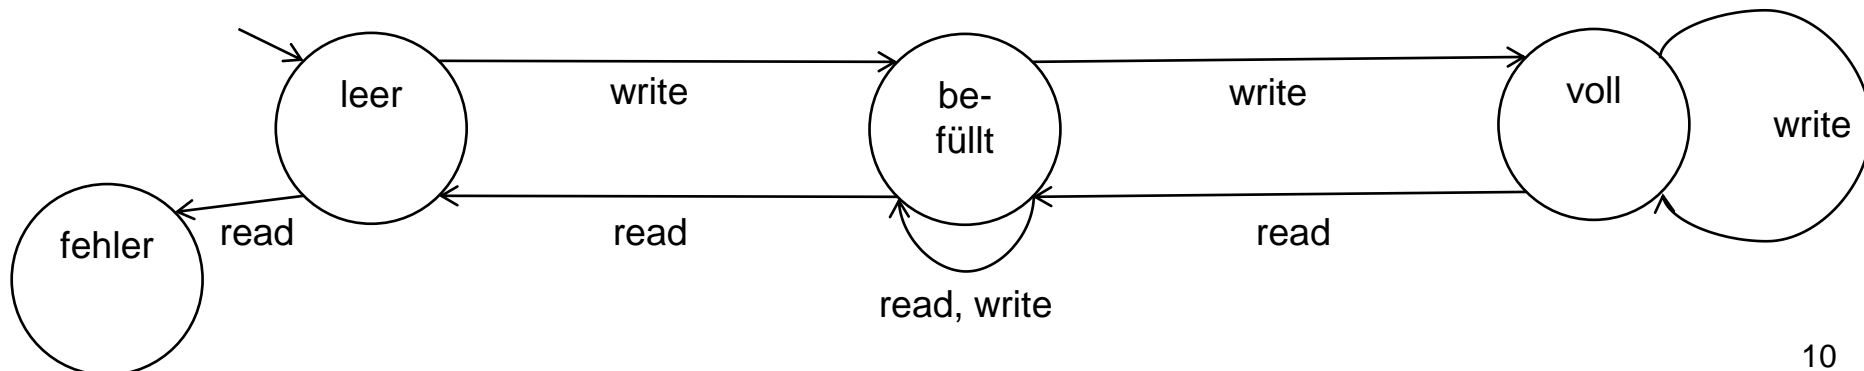 leer
write
be-
füllt
write
voll
write
fehler
read
read
read
read, write
10